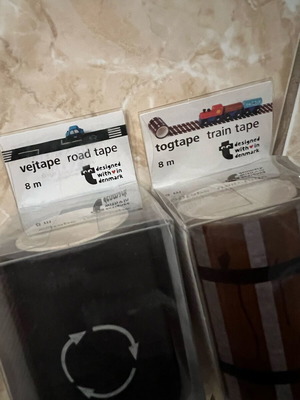 vejtape road tape
8 m
designed
with in
denmark
togtape train tape
8 m
designed
with in
denmark